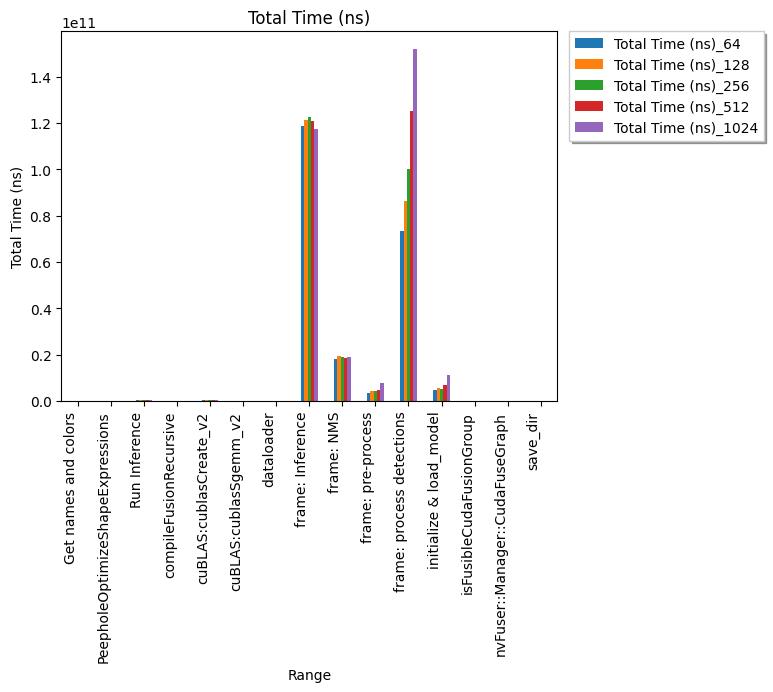 Total Time (ns)
1e11
Total Time (ns)
1.4
1.2
1.0
0.8
0.6
0.4
0.2
0.0
Total Time (ns)_64
Total Time (ns)_128
Total Time (ns)_256
Total Time (ns)_512
Total Time (ns)_1024
Get names and colors
PeepholeOptimizeShapeExpressions
Run Inference
compileFusionRecursive
cuBLAS:cublasCreate_v2
cuBLAS:cublasSgemm_v2
dataloader
frame: Inference
frame: NMS
frame: pre-process
frame: process detections
initialize & load_model
isFusibleCudaFusionGroup
nvFuser::Manager::CudaFuseGraph
save_dir
Range